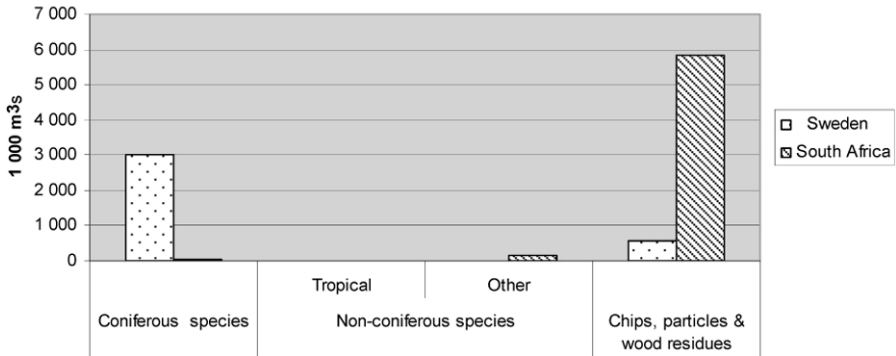 1 000 m3s
7 000
6 000
5 000
4 000
3 000
2 000
1 000
0
Tropical
Other
Coniferous species
Non-coniferous species
Chips, particles &
wood residues
Sweden
South Africa